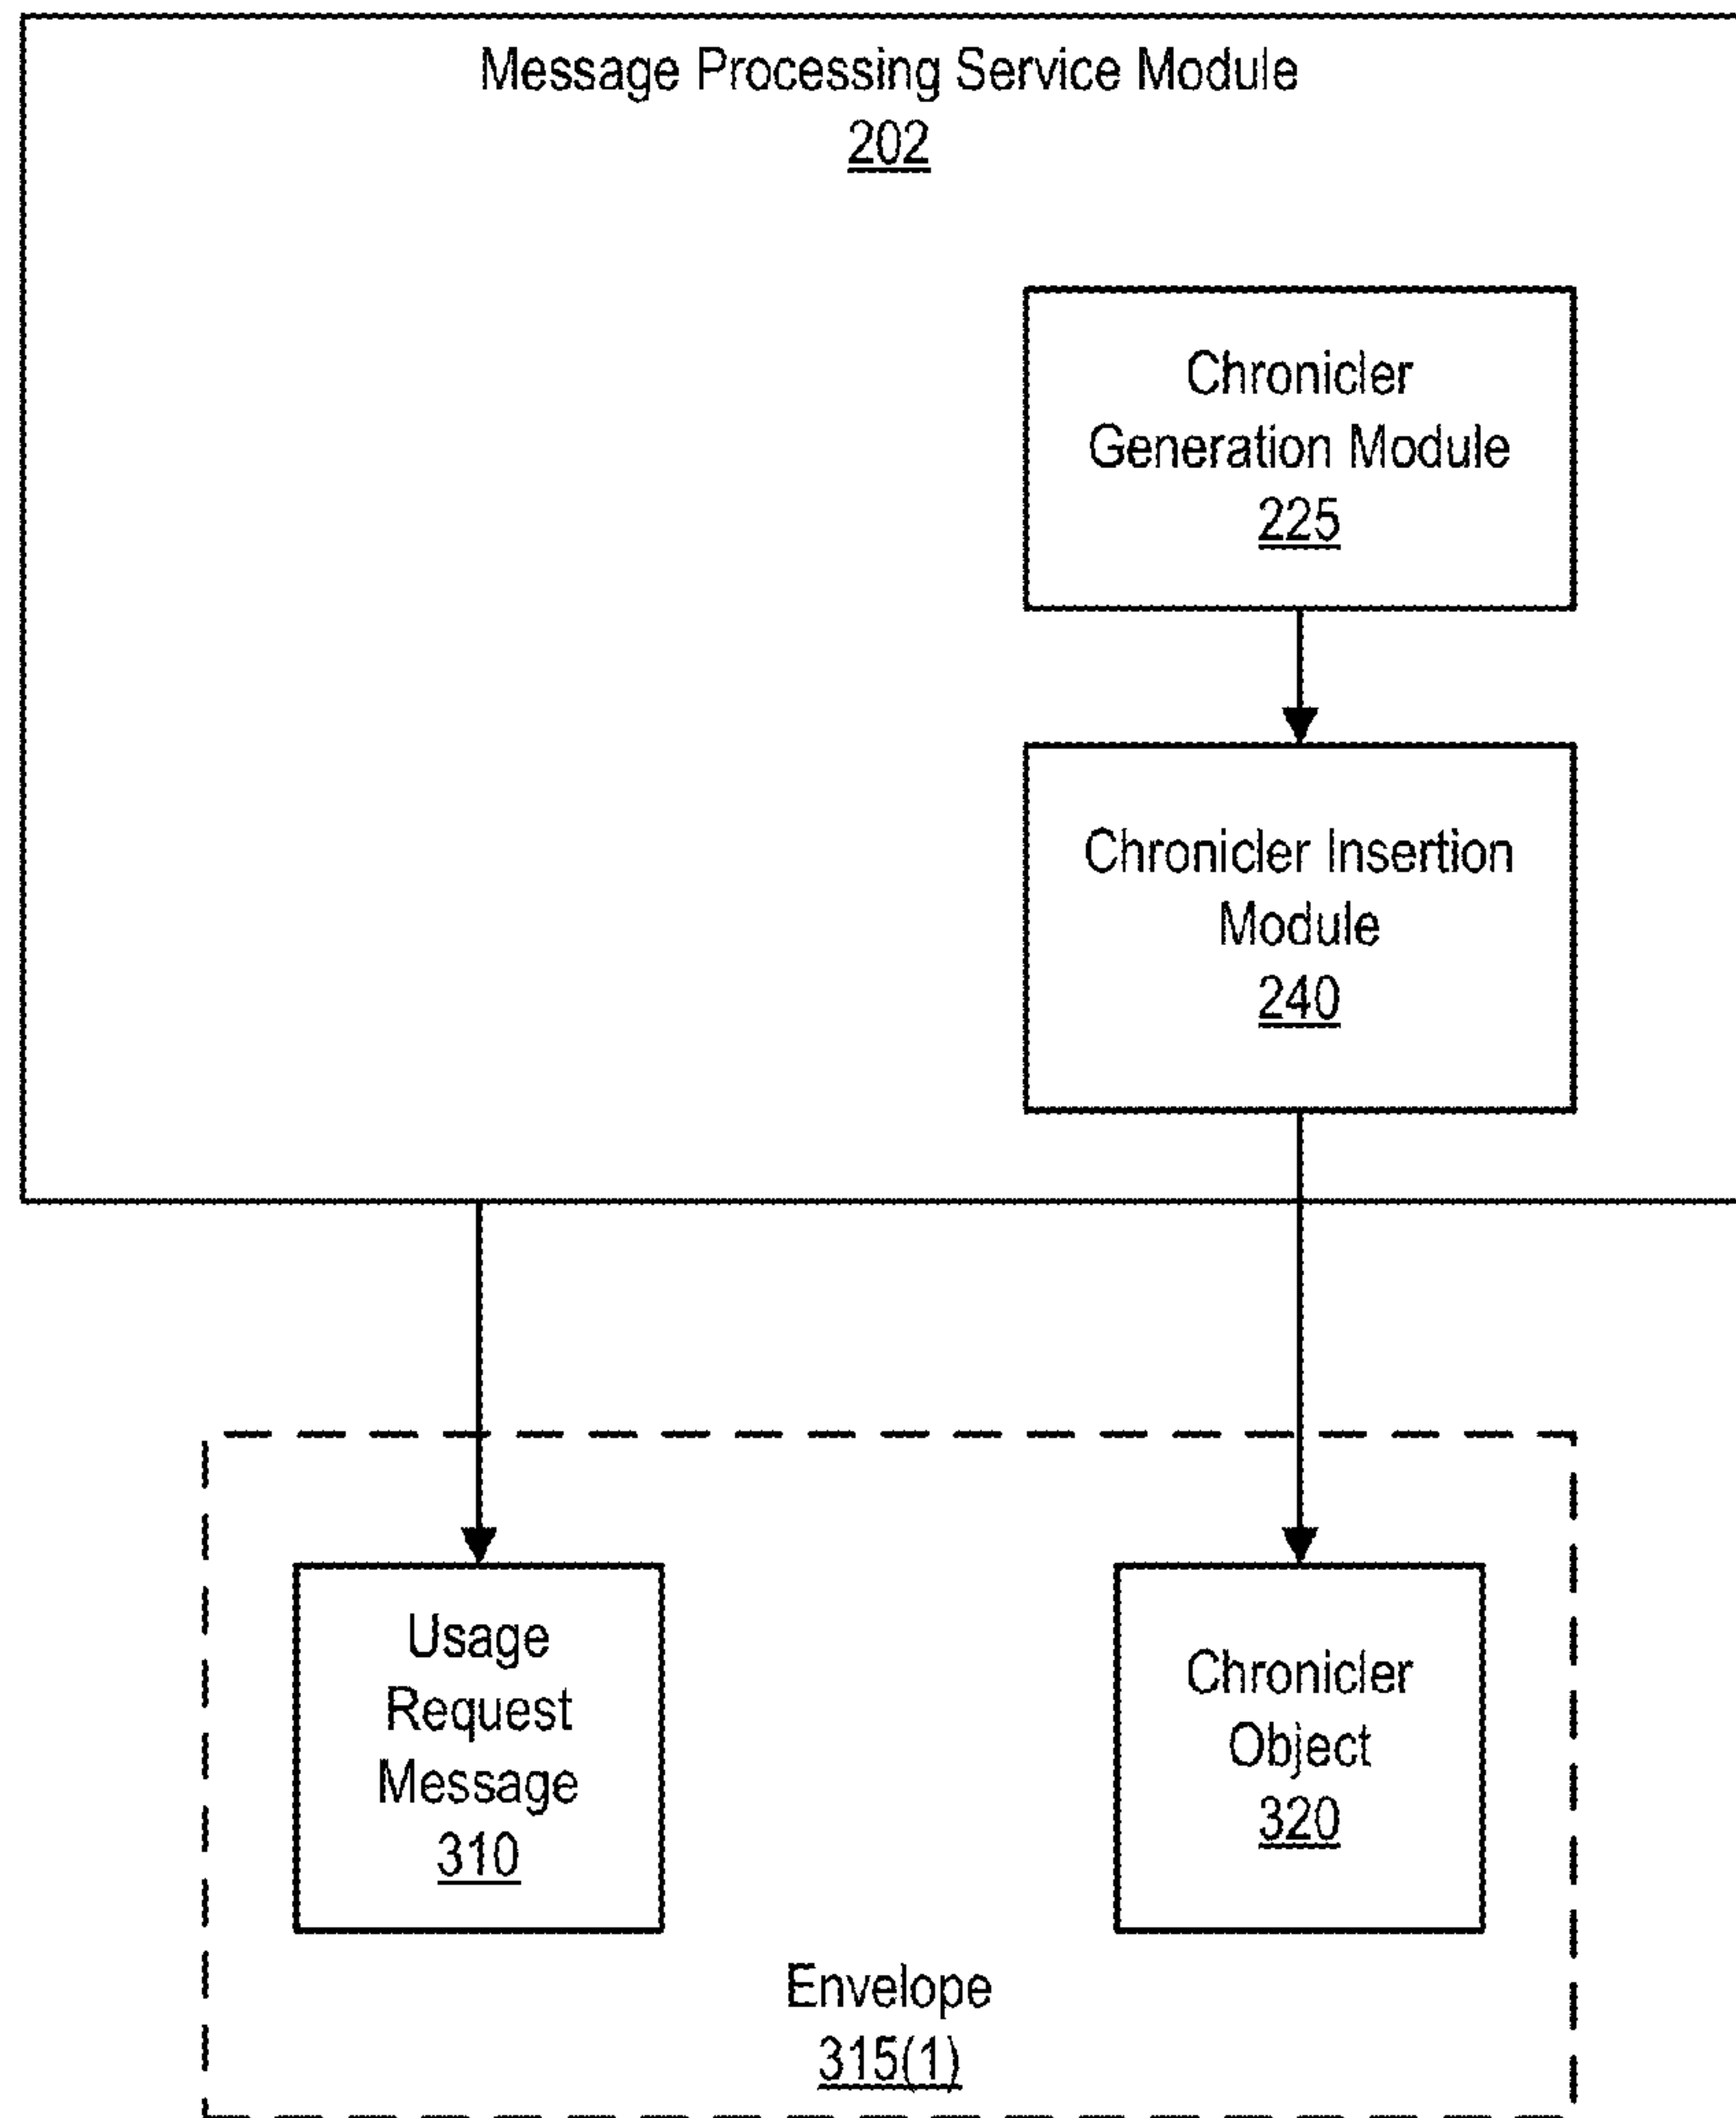 Message Processing Service Module
202
Chronicler
Generation Module
225
Chronicler Insertion
Module
240
Usage
Request
Message
310
Chronicler
Object
320
Envelope
315(1)